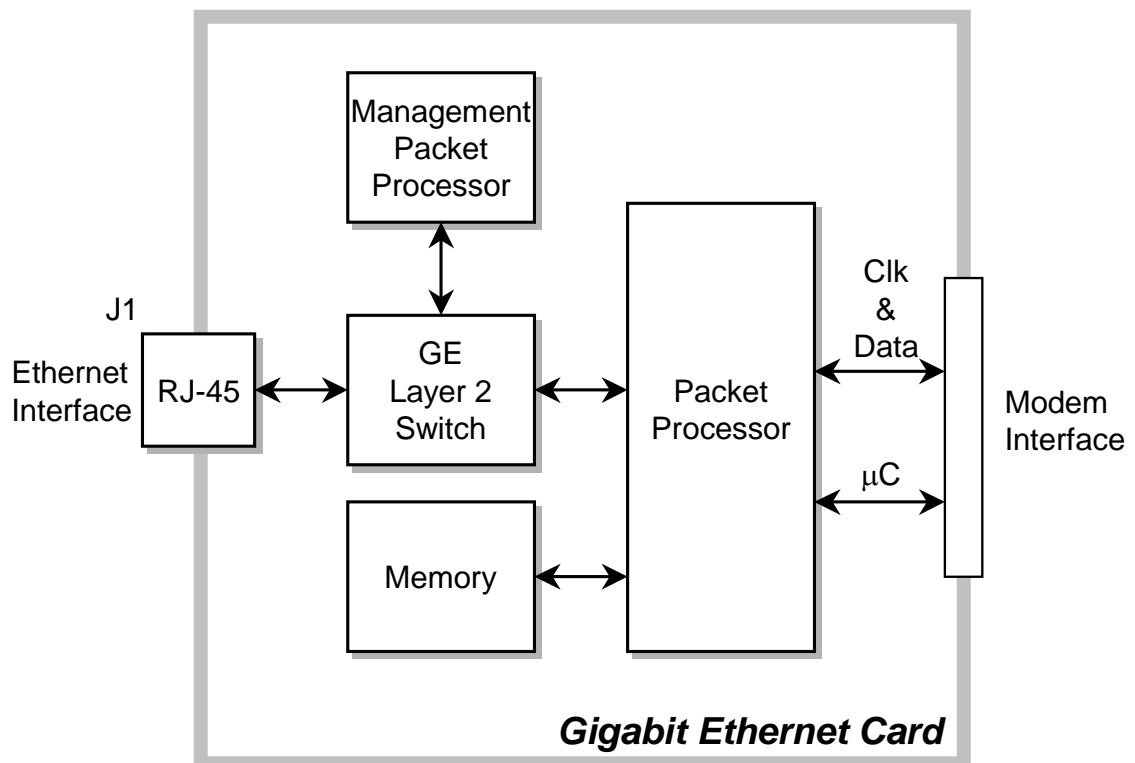 Management
Packet
Processor
J1
Ethernet
Interface
RJ-45
GE
Layer 2
Switch
Memory
Packet
Processor
Clk
&
Data
μC
Modem
Interface
Gigabit Ethernet Card